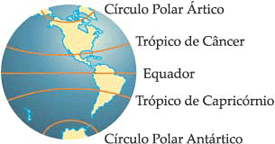 Círculo Polar Ártico
Trópico de Câncer
Equador
Trópico de Capricórnio
Círculo Polar Antártico